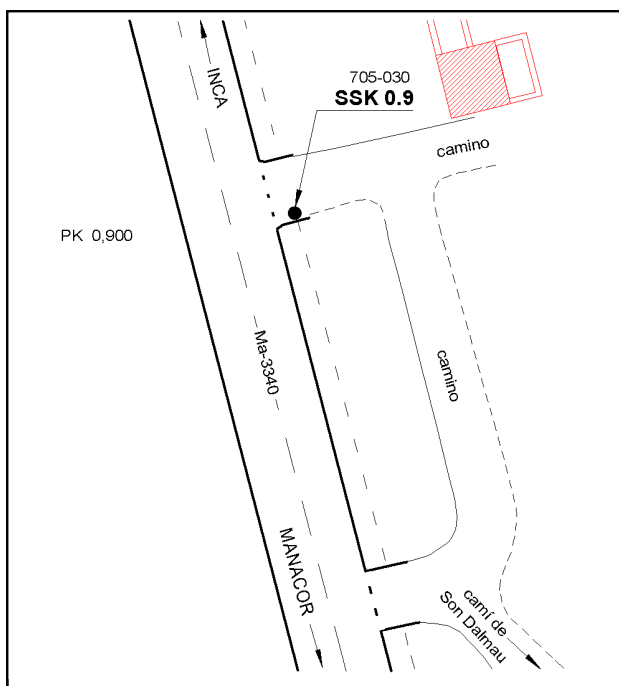 INCA
705-030
SSK 0.9
camino
PK 0,900
Ma-3340
camino
MANACOR
camí de
Son Dalmau